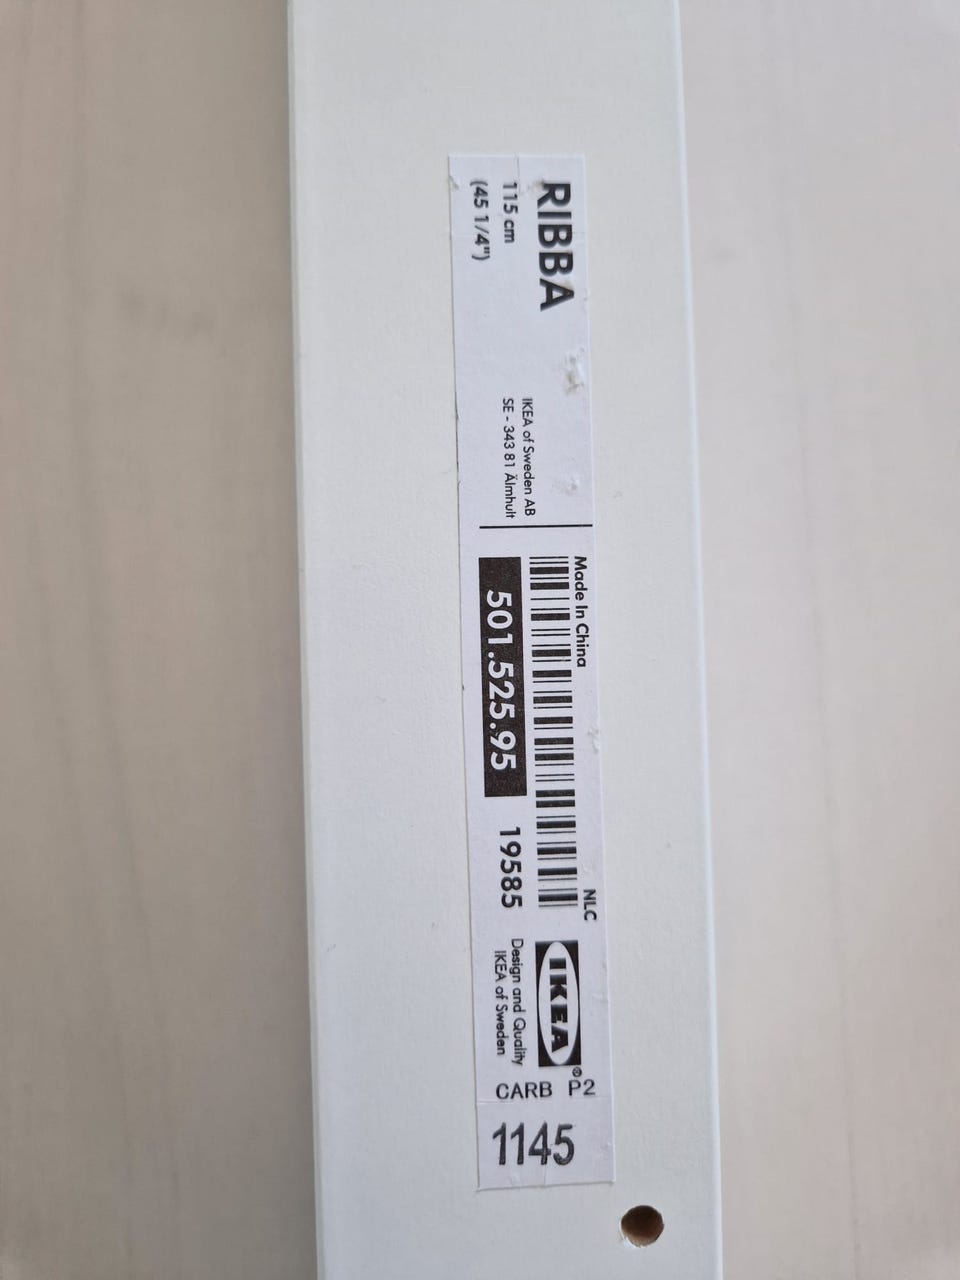 RIBBA
115 cm
(45 1/4")
IKEA of Sweden AB
SE - 343 81 Älmhult
Made In China
NLC
501.525.95
19585
IKEA®
Design and Quality
IKEA of Sweden
CARB P2
1145